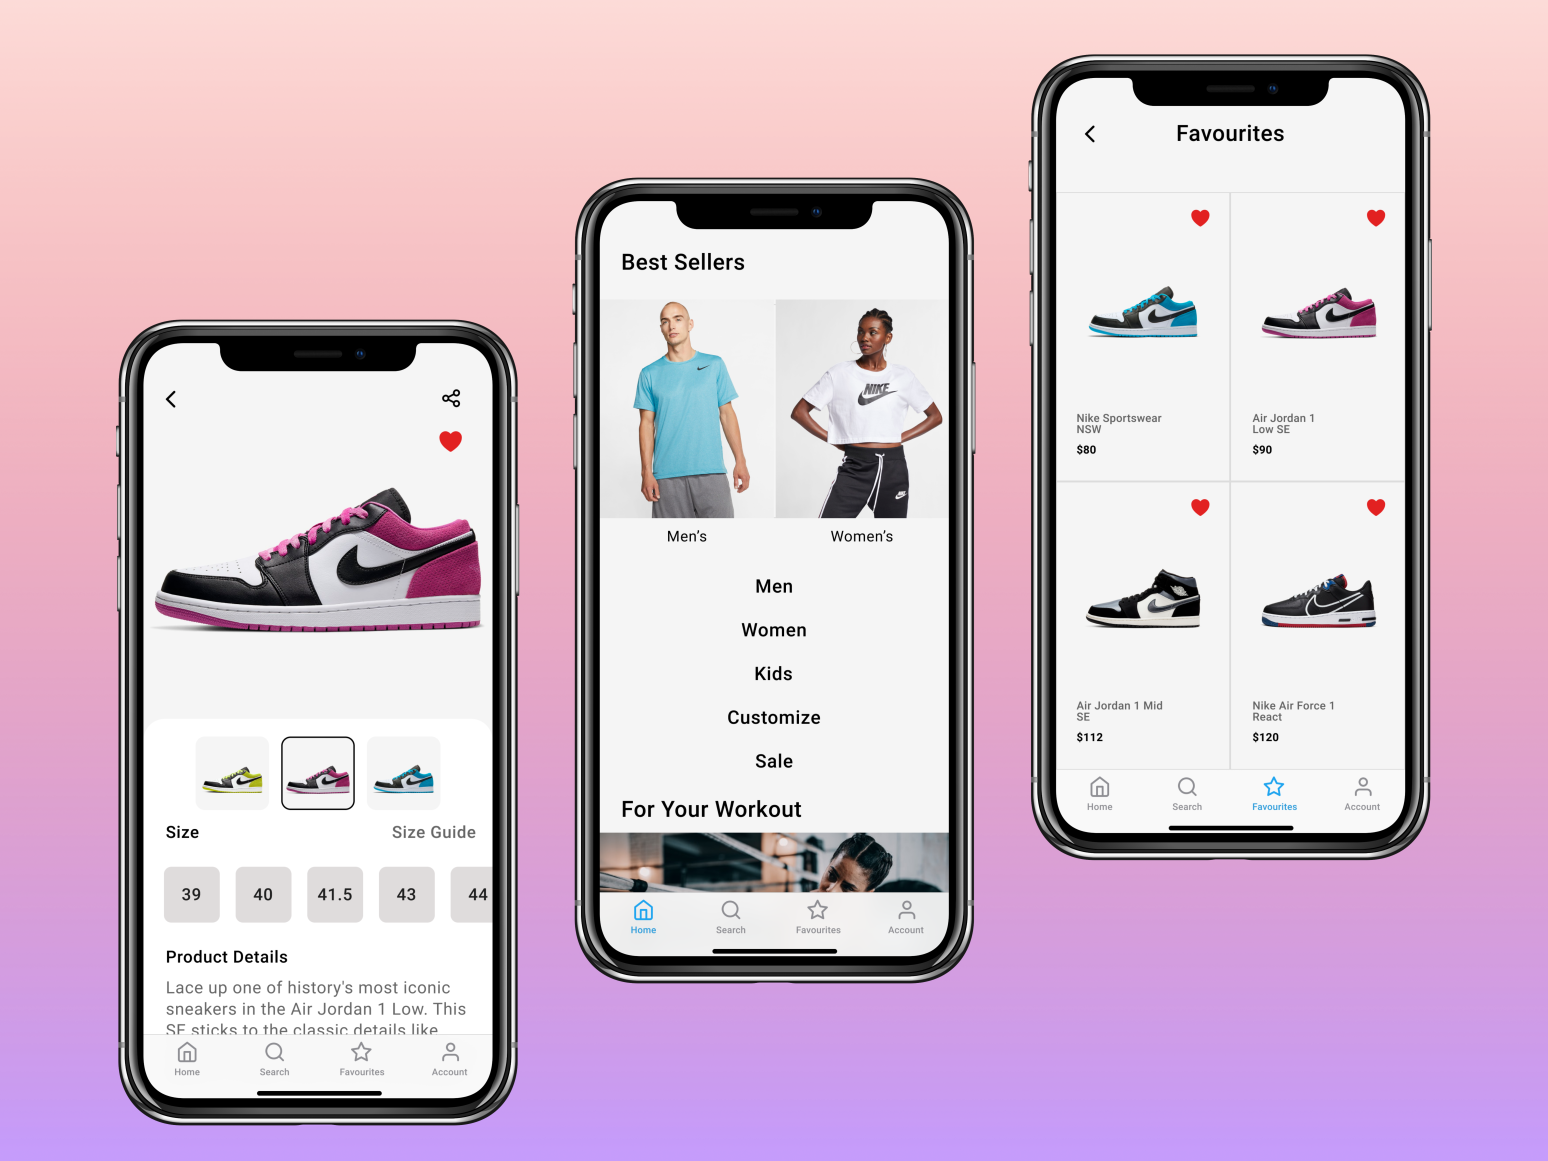 Size
Size Guide
39
40
41.5
43
44
Product Details
Lace up one of history's most iconic
sneakers in the Air Jordan 1 Low. This
SE sticks to the classic details like
Home
Search
Favourites
Account
Best Sellers
NIKE
Men's
Women's
Men
Women
Kids
Customize
Sale
For Your Workout
Home
Search
Favourites
Account
Favourites
Nike Sportswear
NSW
$80
Air Jordan 1
Low SE
$90
Air Jordan 1 Mid
SE
$112
Nike Air Force 1
React
$120
Home
Search
Favourites
Account